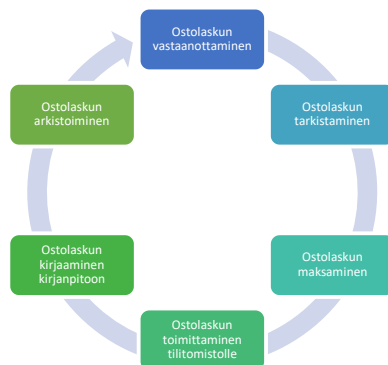 Ostolaskun
vastaanottaminen
Ostolaskun
tarkistaminen
Ostolaskun
maksaminen
Ostolaskun
toimittaminen
tilitomistolle
Ostolaskun
kirjaaminen
kirjanpitoon
Ostolaskun
arkistoiminen